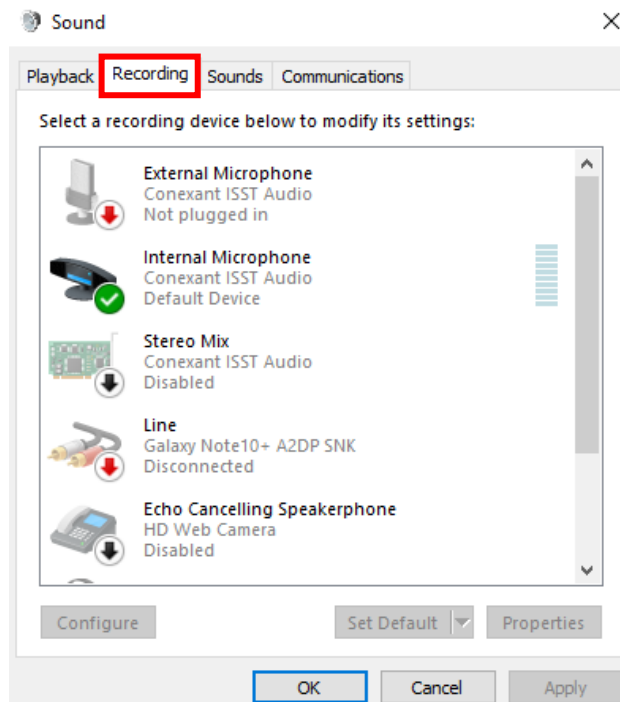 Sound
Playback Recording Sounds Communications
Select a recording device below to modify its settings:
External Microphone
Conexant ISST Audio
Not plugged in
Internal Microphone
Conexant ISST Audio
Default Device
Stereo Mix
Conexant ISST Audio
Disabled
Line
Galaxy Note10+ A2DP SNK
Disconnected
Echo Cancelling Speakerphone
HD Web Camera
Disabled
Configure Set Default Properties
OK Cancel Apply